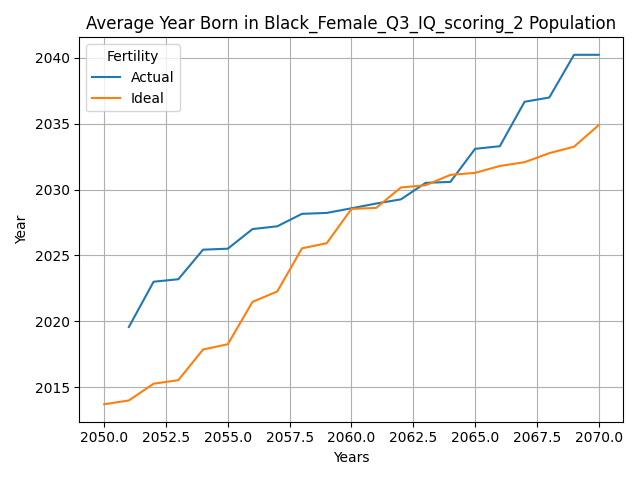 Average Year Born in Black_Female_Q3_IQ_scoring_2 Population
Fertility
Actual
Ideal
2040
2035
2030
2025
2020
2015
Year
2050.0 2052.5 2055.0 2057.5 2060.0 2062.5 2065.0 2067.5 2070.0
Years